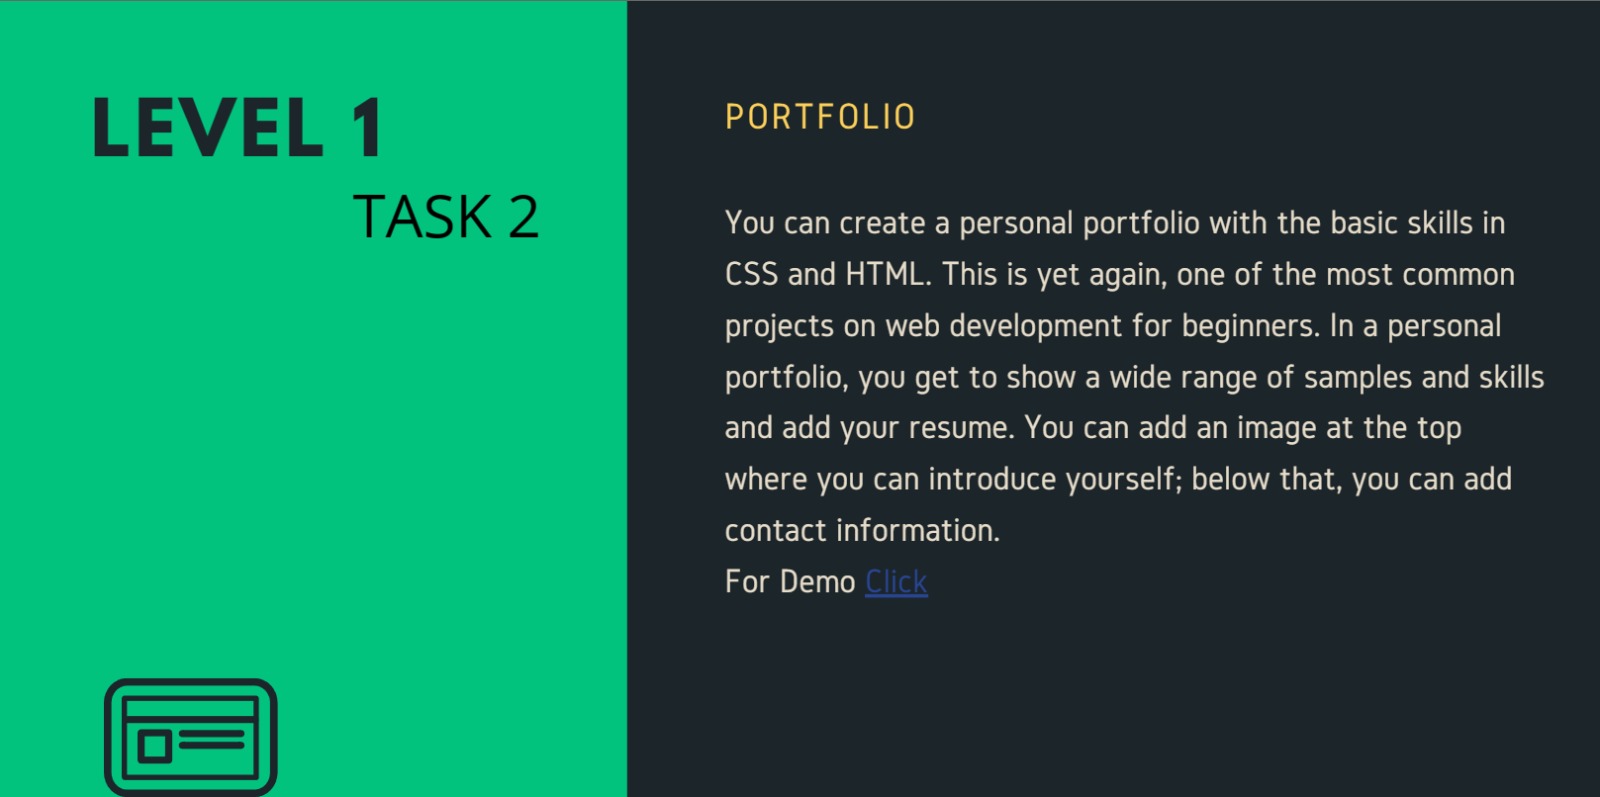 LEVEL 1
TASK 2
PORTFOLIO
You can create a personal portfolio with the basic skills in
CSS and HTML. This is yet again, one of the most common
projects on web development for beginners. In a personal
portfolio, you get to show a wide range of samples and skills
and add your resume. You can add an image at the top
where you can introduce yourself; below that, you can add
contact information.
For Demo Click